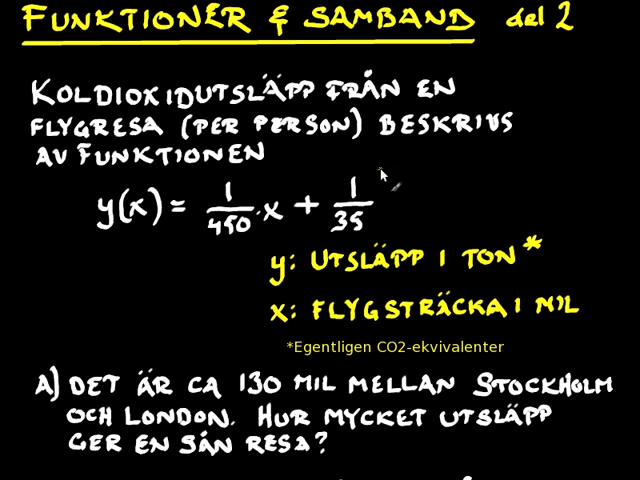 FUNKTIONER & SAMBAND del 2
KOLDIOXIDUTSLÄPP FRÅN EN
FLYGRESA (PER PERSON) BESKRIVS
AV FUNKTIONEN
y(x) = 1/450 · x + 1/35
y: UTSLÄPP I TON*
x: FLYGSTRÄCKA I MIL
*Egentligen CO2-ekvivalenter
A) DET ÄR CA 130 MIL MELLAN STOCKHOLM
OCH LONDON. HUR MYCKET UTSLÄPP
GER EN SÅN RESA?